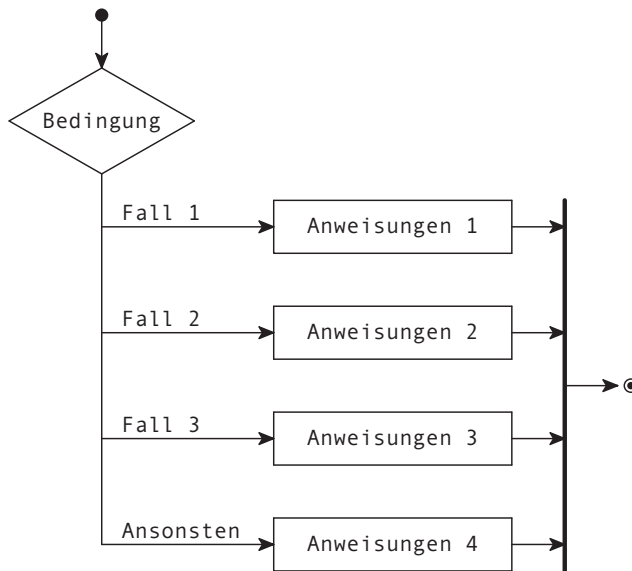 Bedingung
Fall 1
Anweisungen 1
Fall 2
Anweisungen 2
Fall 3
Anweisungen 3
Ansonsten
Anweisungen 4